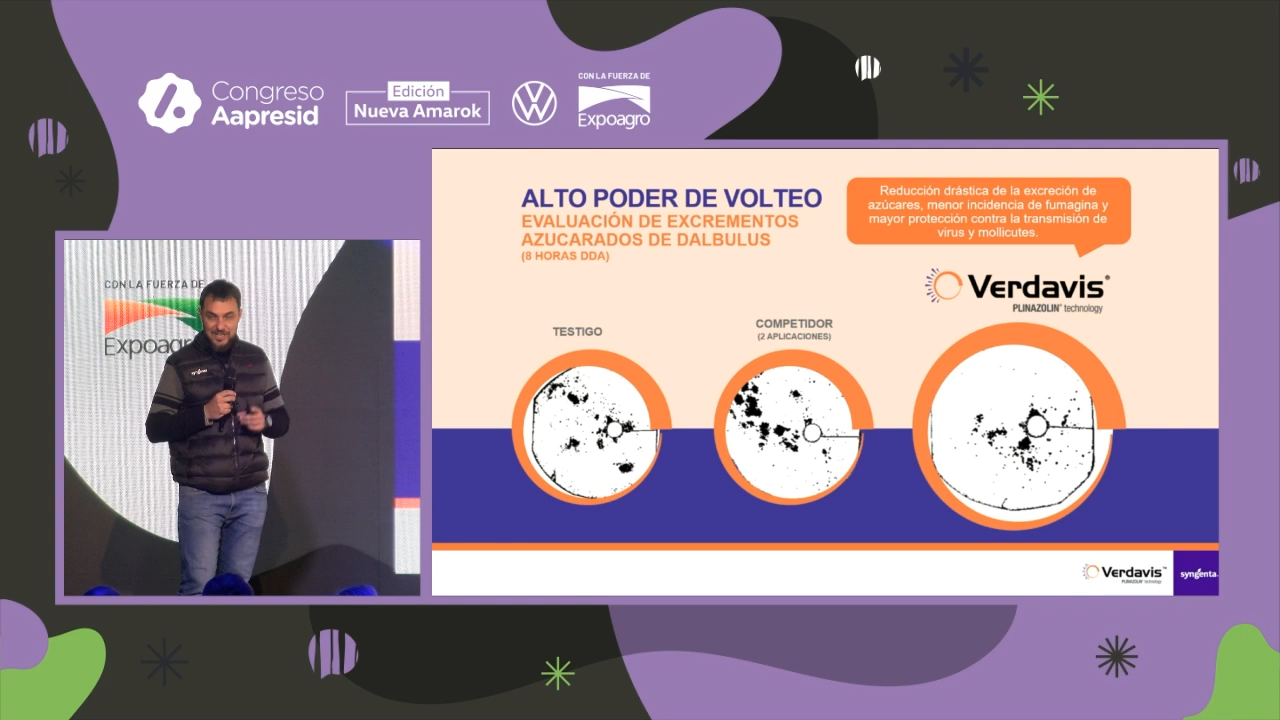 Congreso
Aapresid
Edición
Nueva Amarok
CON LA FUERZA DE
Expoagro
CON LA FUERZA DE
Expoag
ALTO PODER DE VOLTEO
EVALUACIÓN DE EXCREMENTOS
AZUCARADOS DE DALBULUS
(8 HORAS DDA)
Reducción drástica de la excreción de
azúcares, menor incidencia de fumagina y
mayor protección contra la transmisión de
virus y mollicutes.
Verdavis®
PLINAZOLIN® technology
TESTIGO
COMPETIDOR
(2 APLICACIONES)
Verdavis™
PLINAZOLIN® technology
syngenta